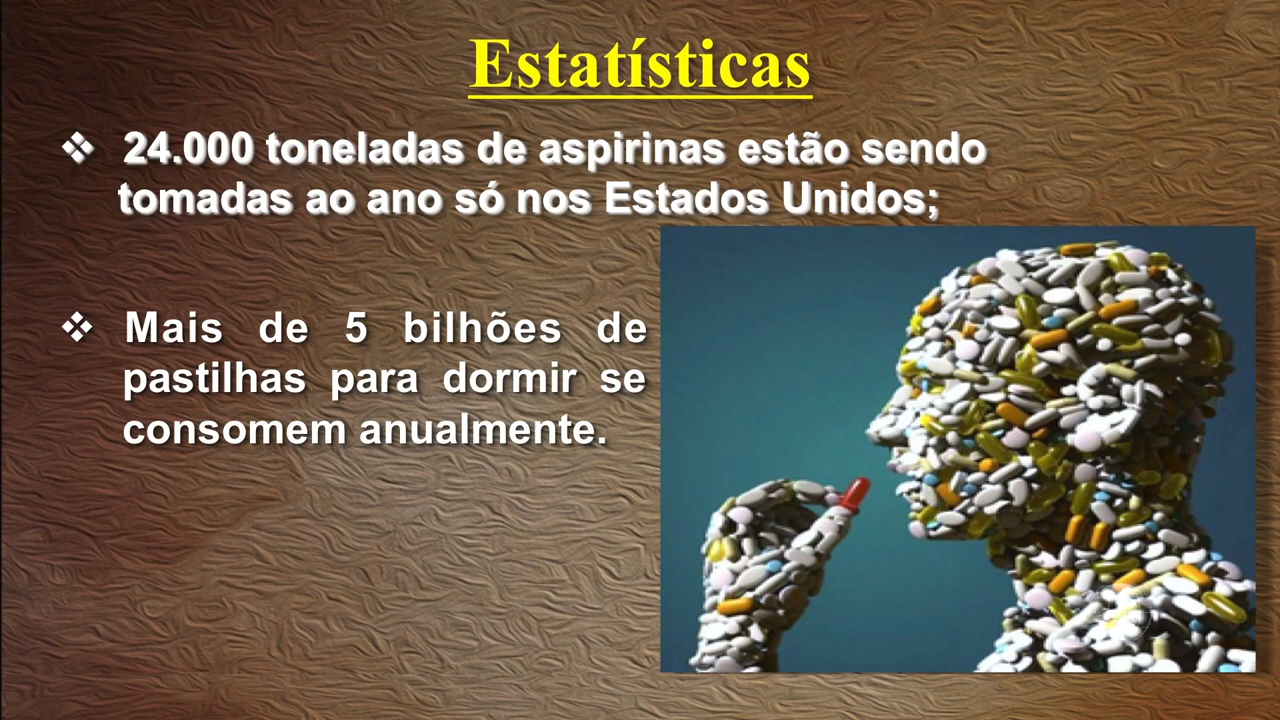 Estatísticas
❖ 24.000 toneladas de aspirinas estão sendo
tomadas ao ano só nos Estados Unidos;
❖ Mais de 5 bilhões de
pastilhas para dormir se
consomem anualmente.